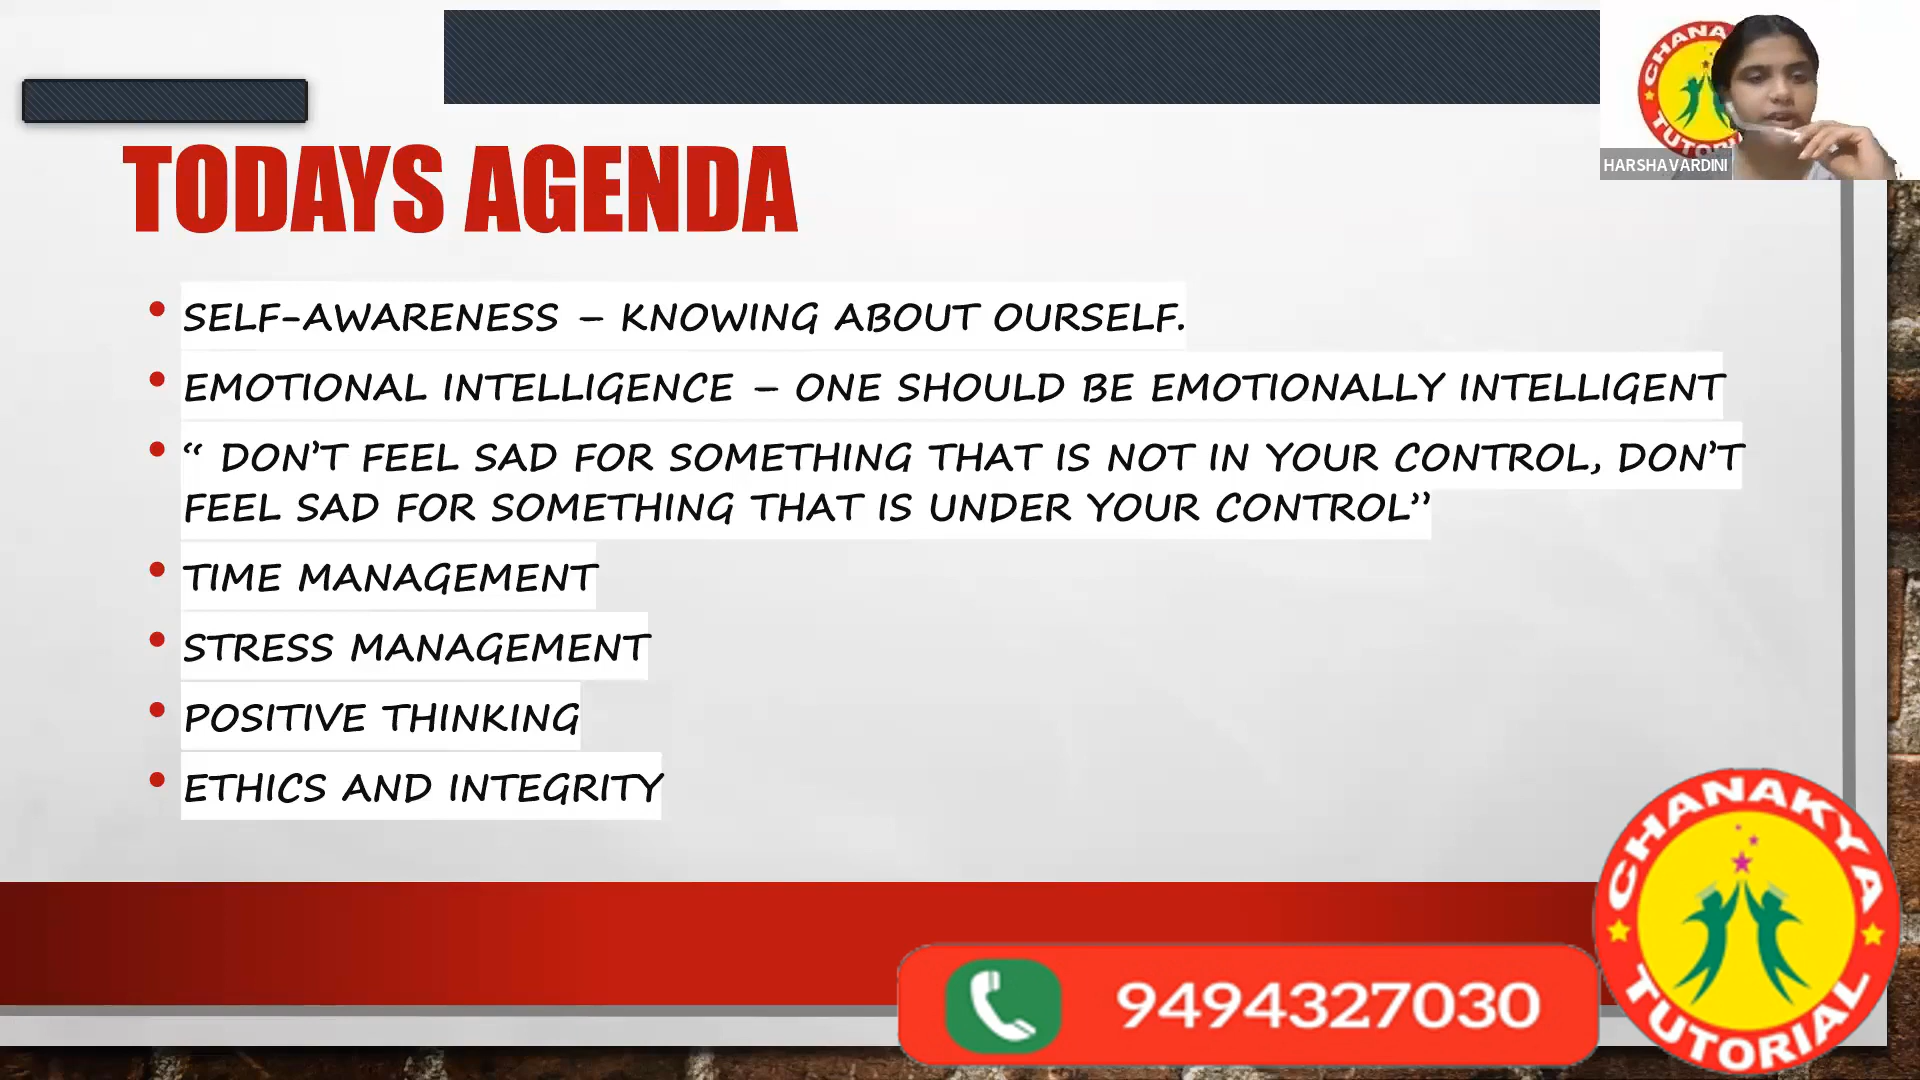 TODAYS AGENDA
SELF-AWARENESS – KNOWING ABOUT OURSELF.
EMOTIONAL INTELLIGENCE – ONE SHOULD BE EMOTIONALLY INTELLIGENT
“ DON’T FEEL SAD FOR SOMETHING THAT IS NOT IN YOUR CONTROL, DON’T
FEEL SAD FOR SOMETHING THAT IS UNDER YOUR CONTROL”
TIME MANAGEMENT
STRESS MANAGEMENT
POSITIVE THINKING
ETHICS AND INTEGRITY
HARSHAVARDINI
9494327030
CHANAKYA
TUTORIAL